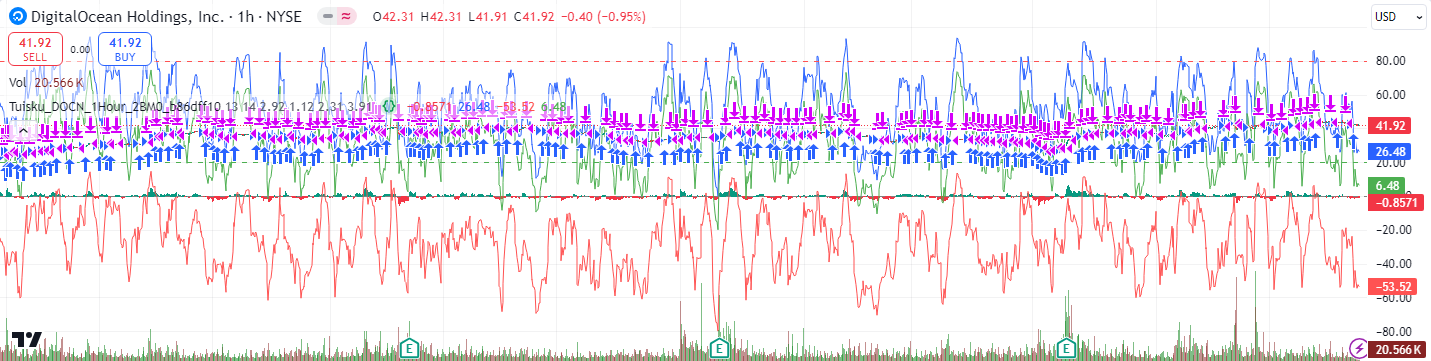 DigitalOcean Holdings, Inc. · 1h · NYSE O42.31 H42.31 L41.91 C41.92 −0.40 (−0.95%)
USD
41.92
SELL
0.00
41.92
BUY
Vol 20.566 K
Tuisku_DOCN_1Hour_2BM0_b86dff10 13 14 2.92 1.12 2.31 3.91 −0.8571 26.48 −53.52 6.48
80.00
60.00
41.92
26.48
20.00
6.48
−0.8571
−20.00
−40.00
−53.52
−60.00
−80.00
20.566 K
E
E
E